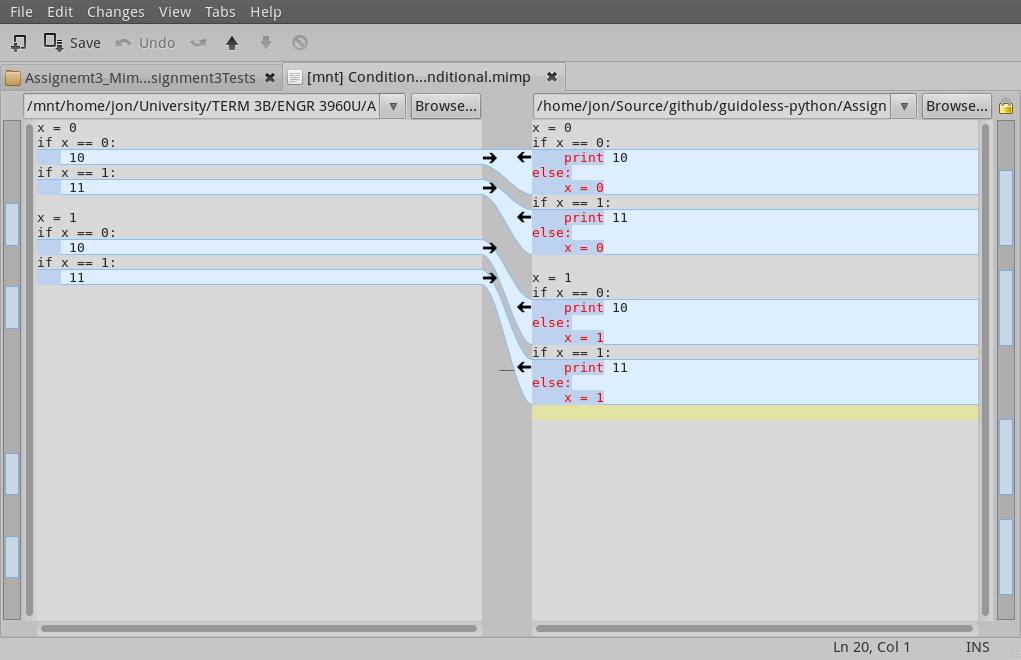 File Edit Changes View Tabs Help
Save Undo
Assignemt3_Mim...signment3Tests [mnt] Condition...nditional.mimp
/mnt/home/jon/University/TERM 3B/ENGR 3960U/A Browse... /home/jon/Source/github/guidoless-python/Assign Browse...
x = 0
if x == 0:
    10
if x == 1:
    11

x = 1
if x == 0:
    10
if x == 1:
    11
x = 0
if x == 0:
    print 10
else:
    x = 0
if x == 1:
    print 11
else:
    x = 0

x = 1
if x == 0:
    print 10
else:
    x = 1
if x == 1:
    print 11
else:
    x = 1
Ln 20, Col 1 INS